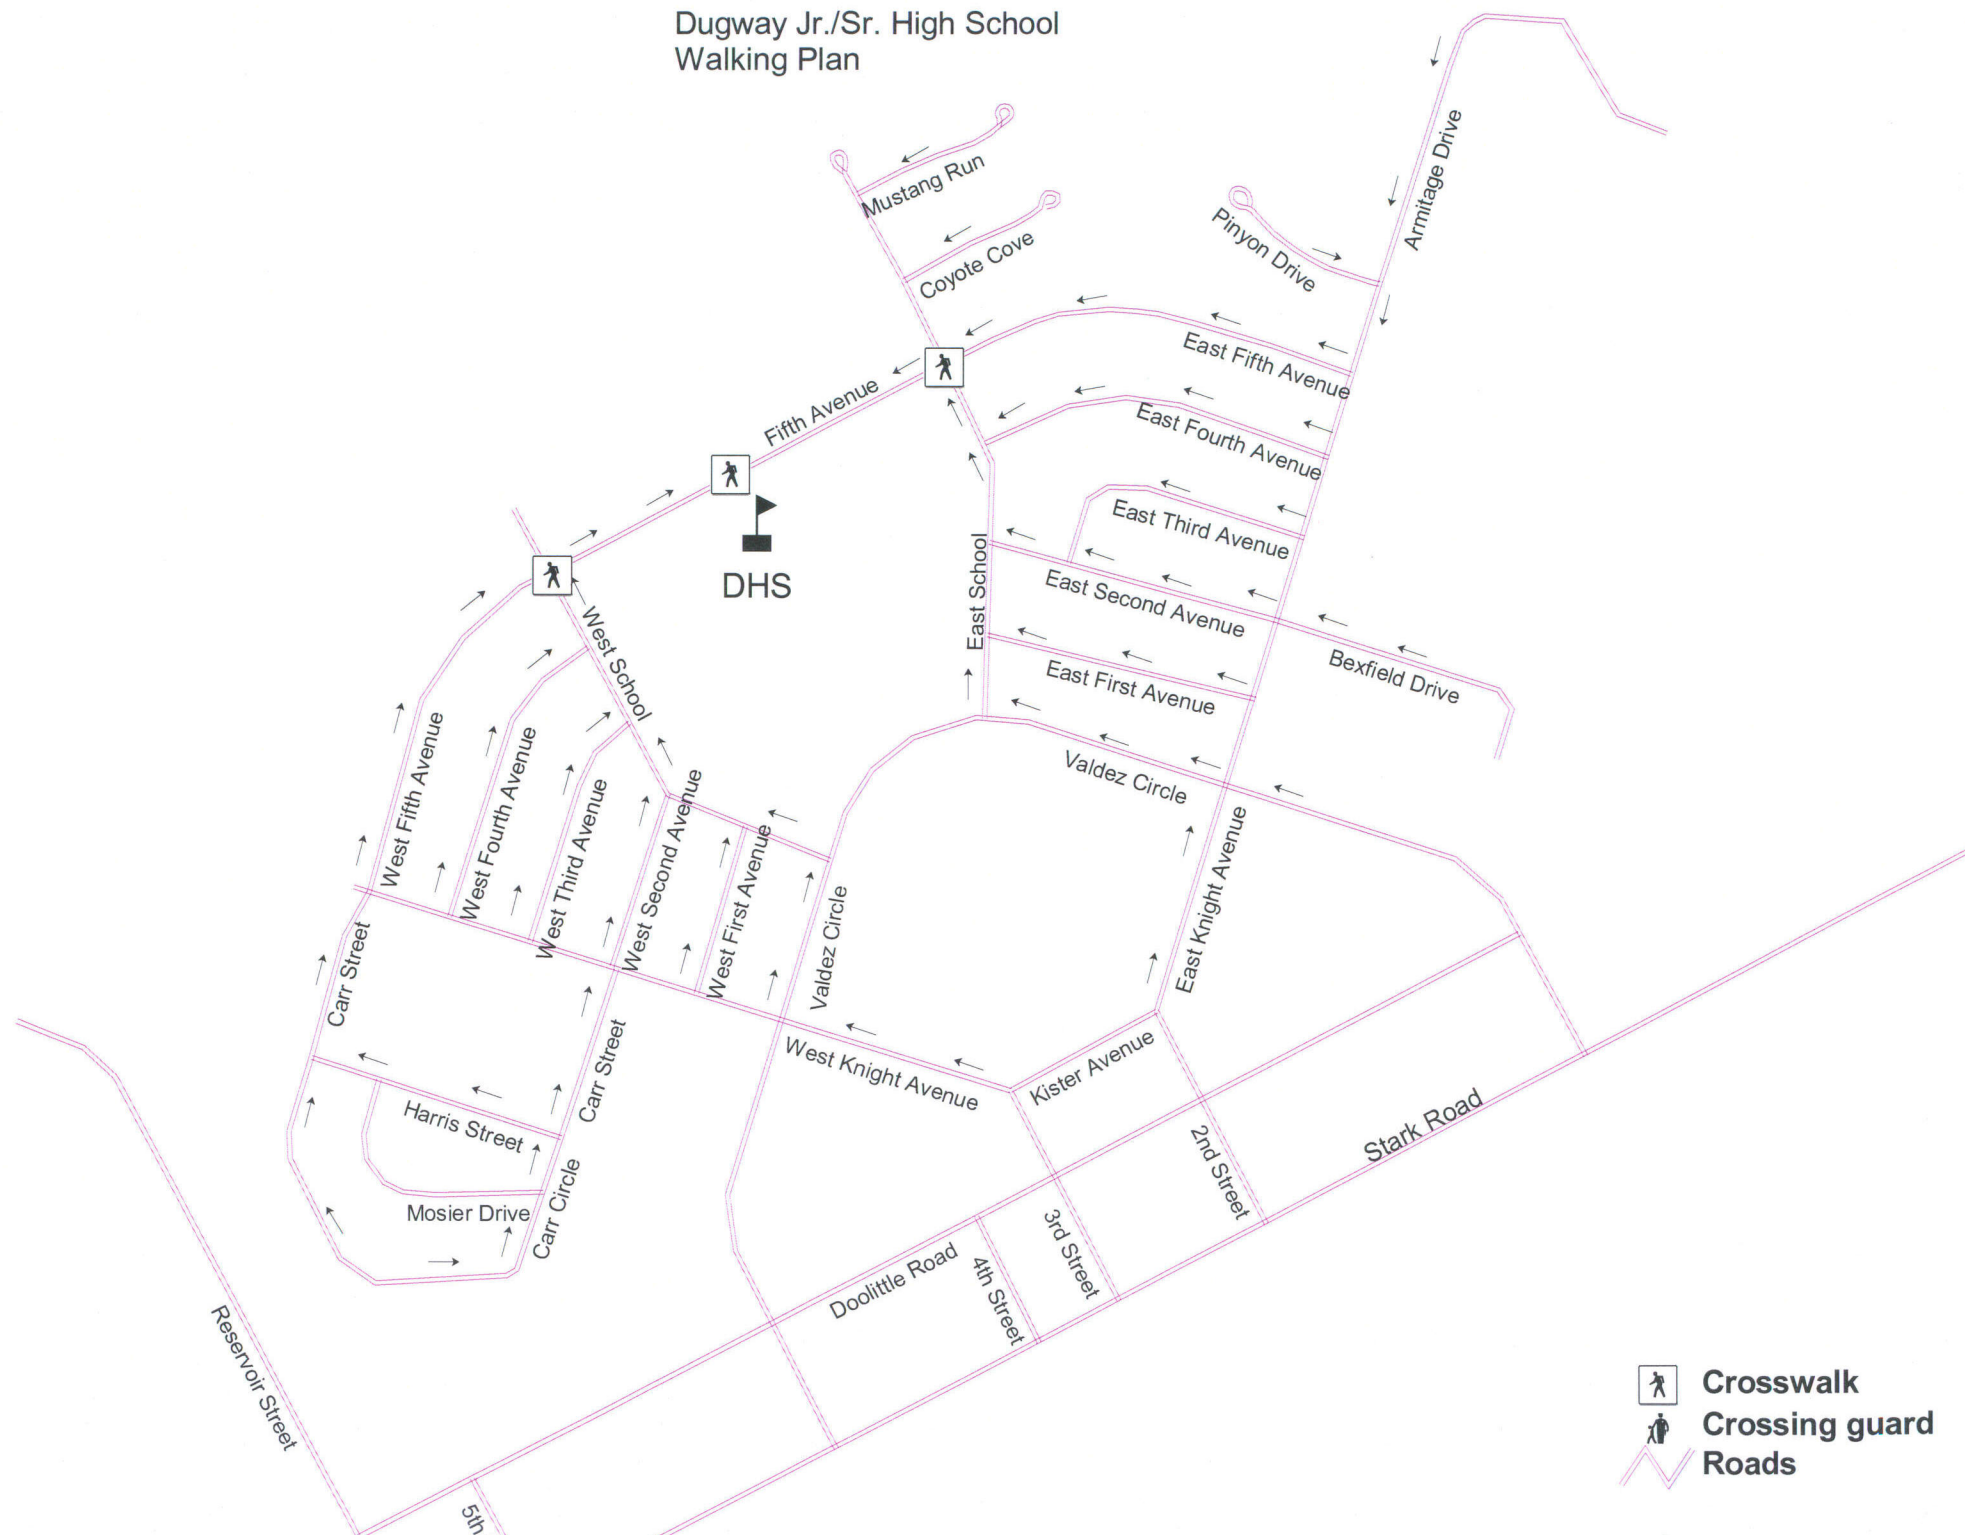 Dugway Jr./Sr. High School
Walking Plan
Mustang Run
Coyote Cove
Pinyon Drive
Armitage Drive
East Fifth Avenue
Fifth Avenue
East Fourth Avenue
East Third Avenue
DHS
East School
East Second Avenue
West School
Bexfield Drive
East First Avenue
Valdez Circle
West Fifth Avenue
West Fourth Avenue
West Third Avenue
West Second Avenue
West First Avenue
Valdez Circle
East Knight Avenue
Carr Street
Carr Street
West Knight Avenue
Kister Avenue
Harris Street
Stark Road
2nd Street
Mosier Drive
Carr Circle
3rd Street
Doolittle Road
4th Street
Reservoir Street
5th
Crosswalk
Crossing guard
Roads